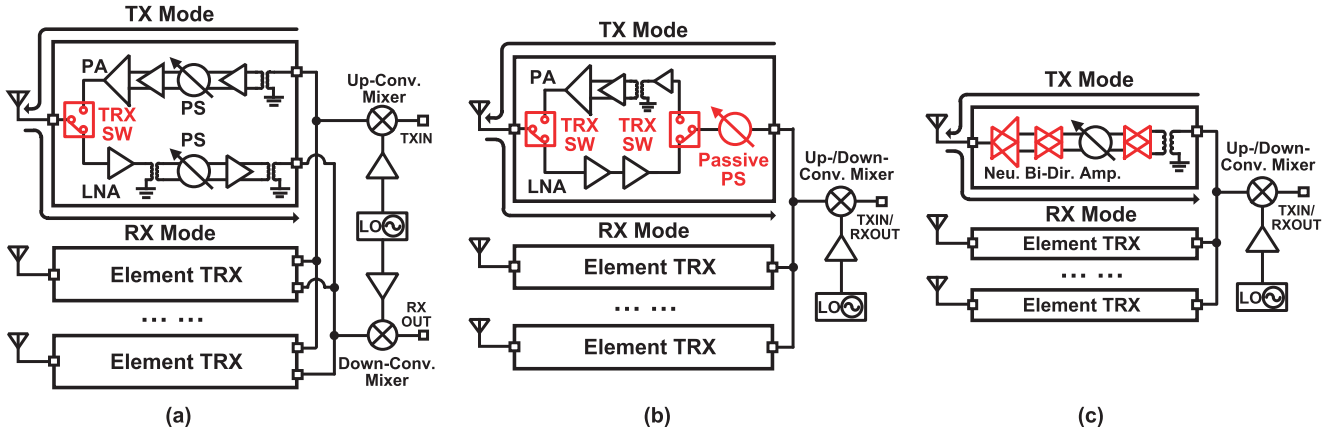 TX Mode
PA
PS
TRX
SW
PS
LNA
RX Mode
Element TRX
... ...
Element TRX
Up-Conv.
Mixer
TXIN
LO
RX
OUT
Down-Conv.
Mixer
(a)
TX Mode
PA
TRX
SW
TRX
SW
Passive
PS
LNA
RX Mode
Element TRX
... ...
Element TRX
Up-/Down-
Conv. Mixer
TXIN/
RXOUT
LO
(b)
TX Mode
Neu. Bi-Dir. Amp.
RX Mode
Element TRX
... ...
Element TRX
Up-/Down-
Conv. Mixer
TXIN/
RXOUT
LO
(c)